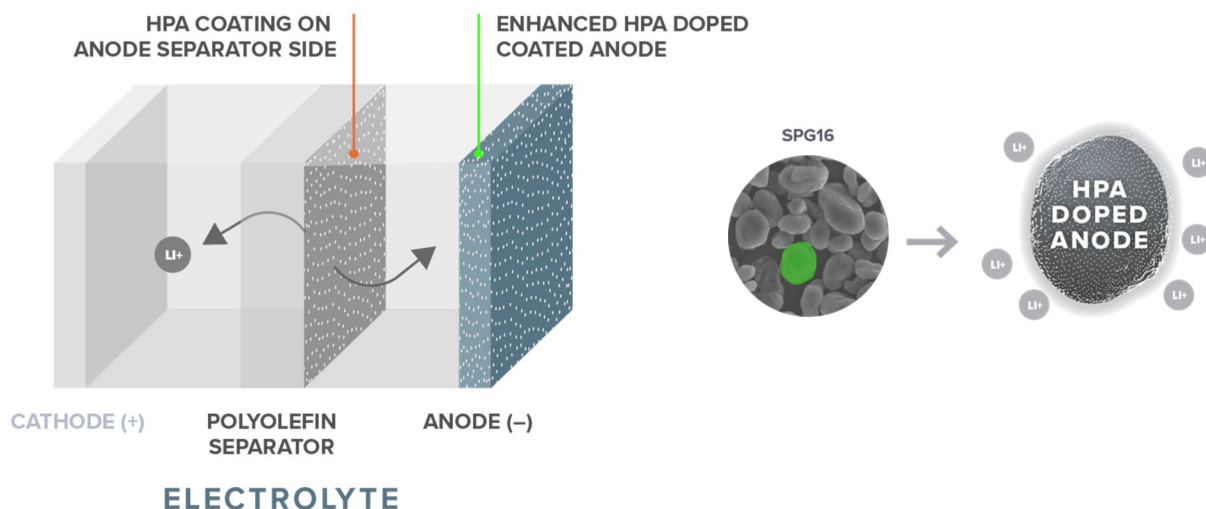 HPA COATING ON
ANODE SEPARATOR SIDE
ENHANCED HPA DOPED
COATED ANODE
LI+
CATHODE (+)
POLYOLEFIN
SEPARATOR
ANODE (–)
ELECTROLYTE
SPG16
HPA
DOPED
ANODE
LI+
LI+
LI+
LI+
LI+
LI+